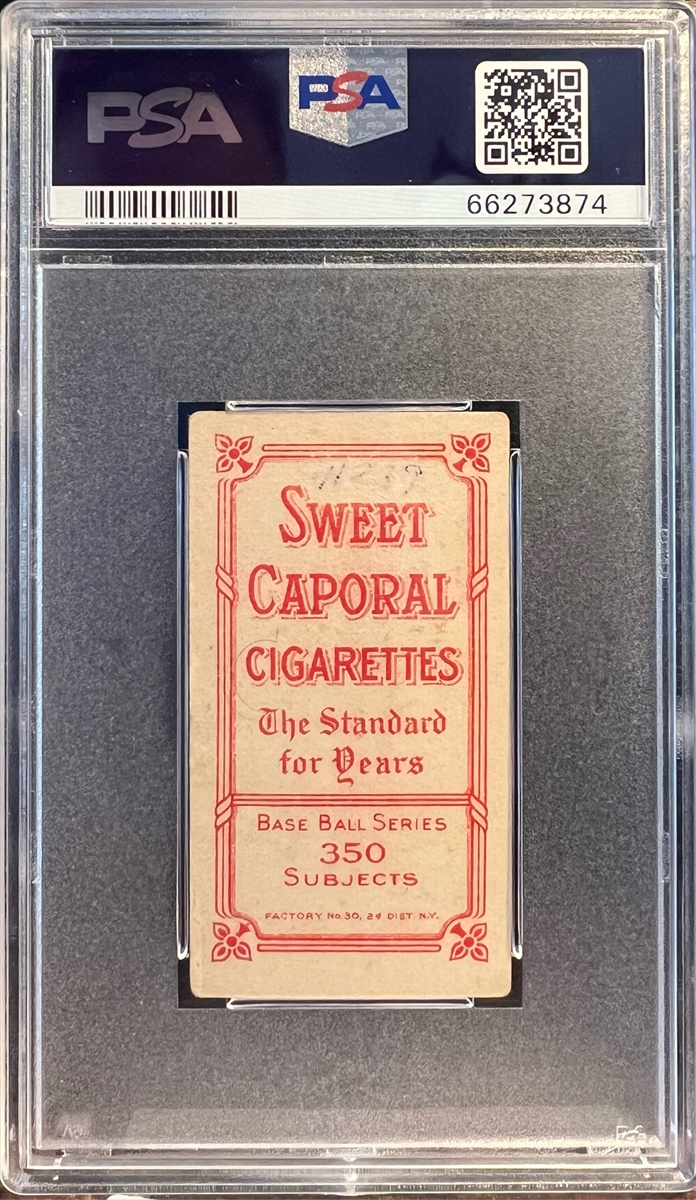 PSA
PSA
66273874
SWEET
CAPORAL
CIGARETTES
The Standard
for Years
BASE BALL SERIES
350
SUBJECTS
FACTORY No. 30, 2d DIST. N.Y.